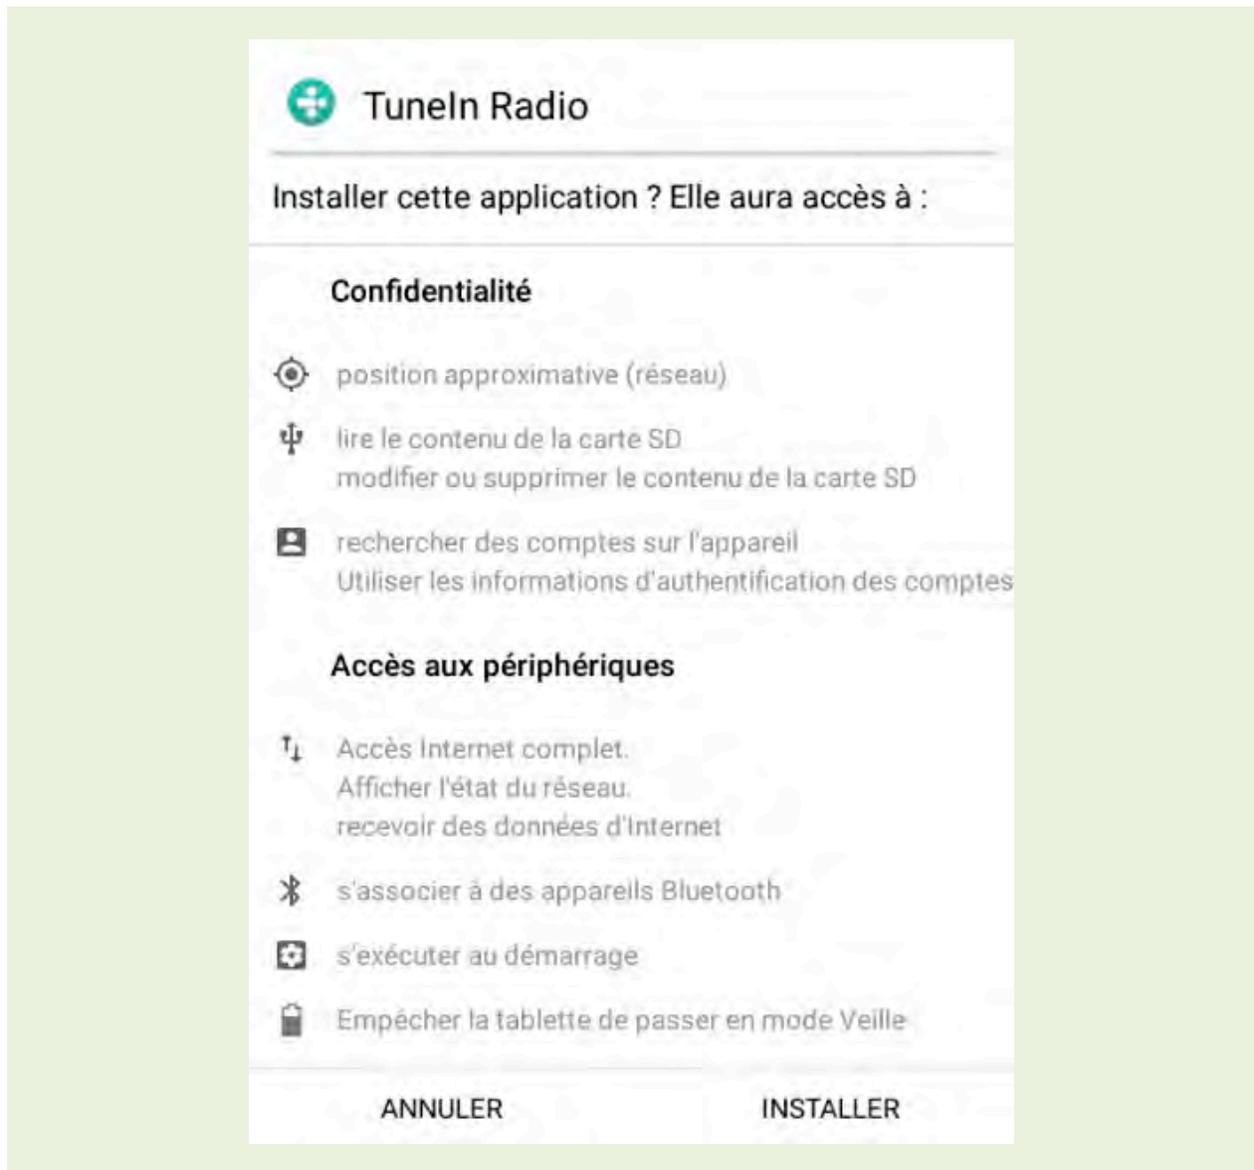 TuneIn Radio
Installer cette application ? Elle aura accès à :
Confidentialité
position approximative (réseau)
lire le contenu de la carte SD
modifier ou supprimer le contenu de la carte SD
rechercher des comptes sur l'appareil
Utiliser les informations d'authentification des comptes
Accès aux périphériques
Accès Internet complet.
Afficher l'état du réseau.
recevoir des données d'Internet
s'associer à des appareils Bluetooth
s'exécuter au démarrage
Empêcher la tablette de passer en mode Veille
ANNULER
INSTALLER